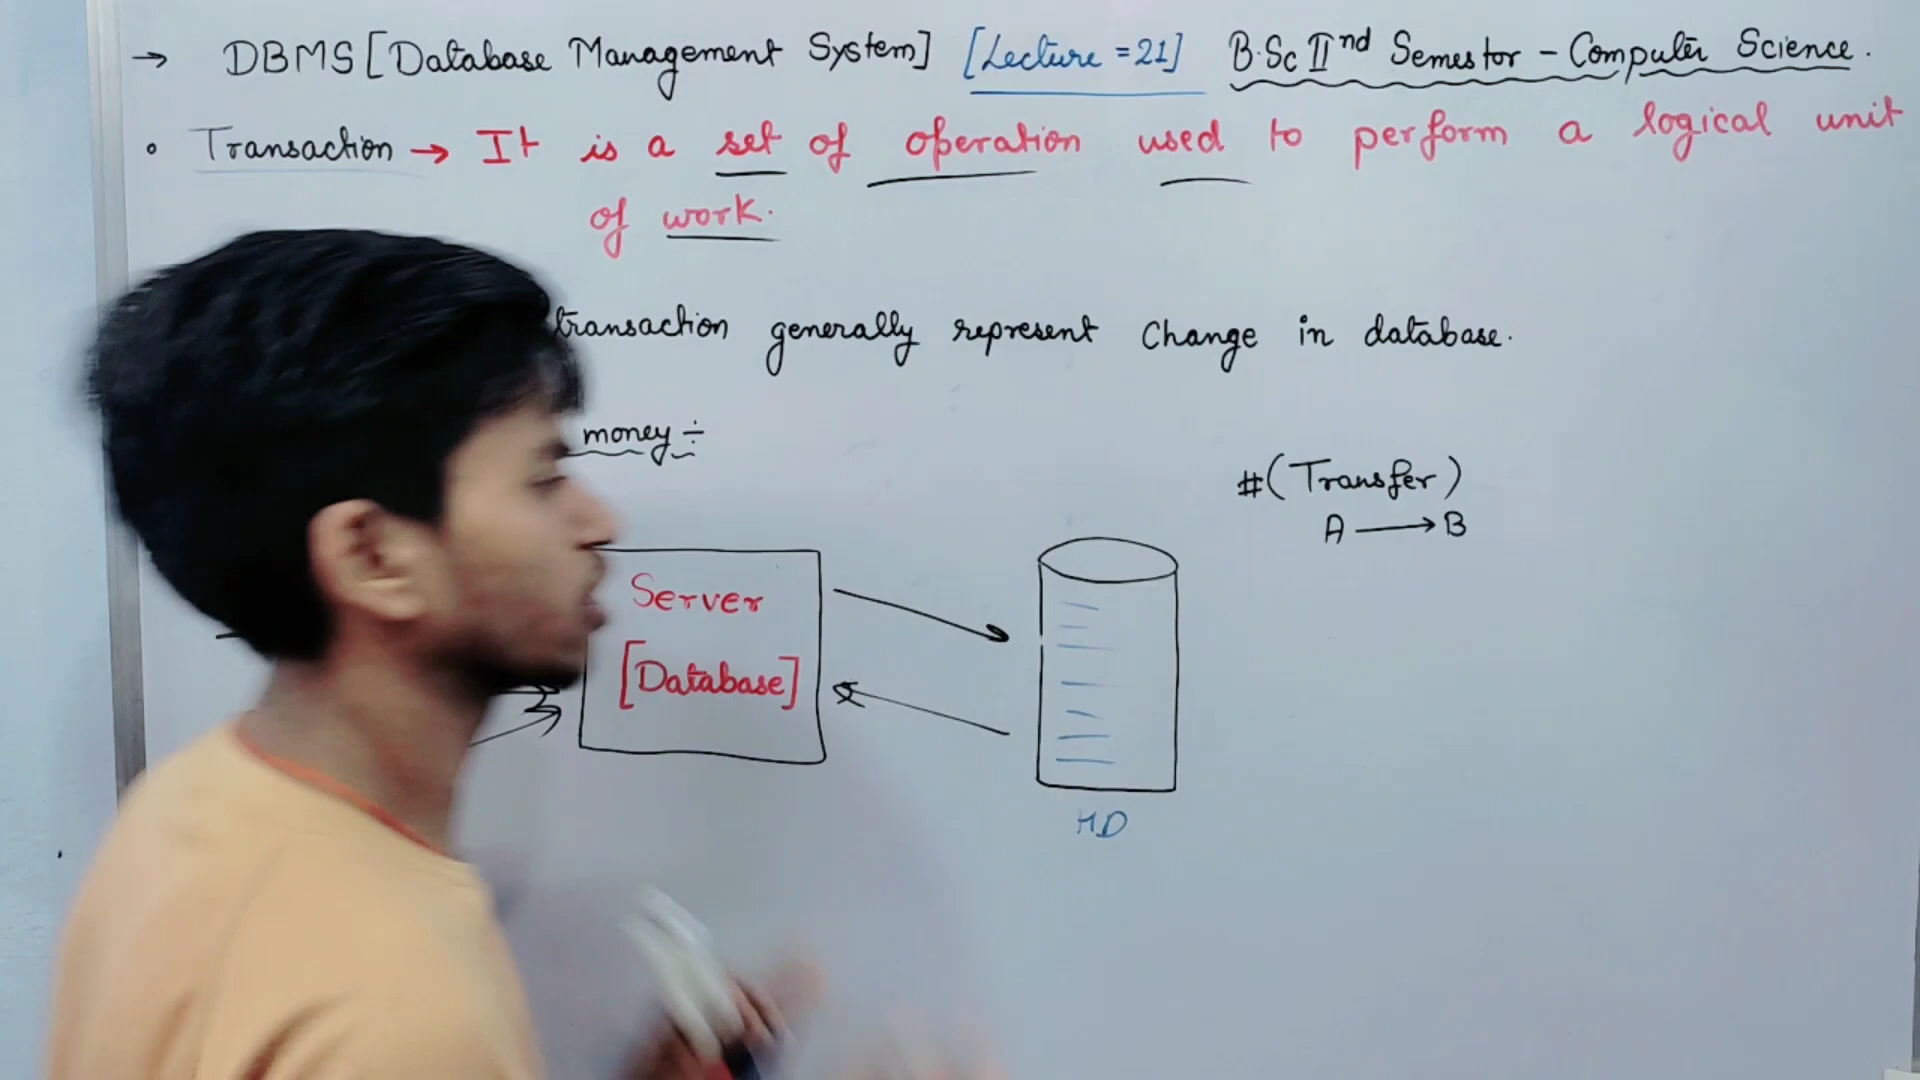 → DBMS [Database Management System] [Lecture = 21] B.Sc IInd Semestor - Computer Science.
• Transaction → It is a set of operation used to perform a logical unit
of work.
transaction generally represent Change in database.
money ÷
#(Transfer)
A → B
Server
[Database]
HD